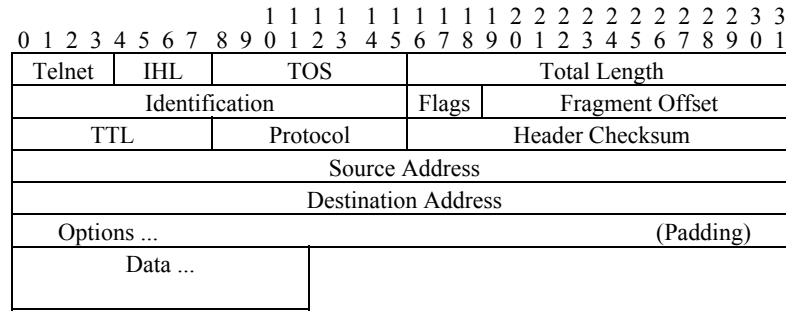 1 1 1 1 1 1 1 1 1 1 2 2 2 2 2 2 2 2 2 2 3 3
0 1 2 3 4 5 6 7 8 9 0 1 2 3 4 5 6 7 8 9 0 1 2 3 4 5 6 7 8 9 0 1
Telnet IHL TOS Total Length
Identification Flags Fragment Offset
TTL Protocol Header Checksum
Source Address
Destination Address
Options ... (Padding)
Data ...